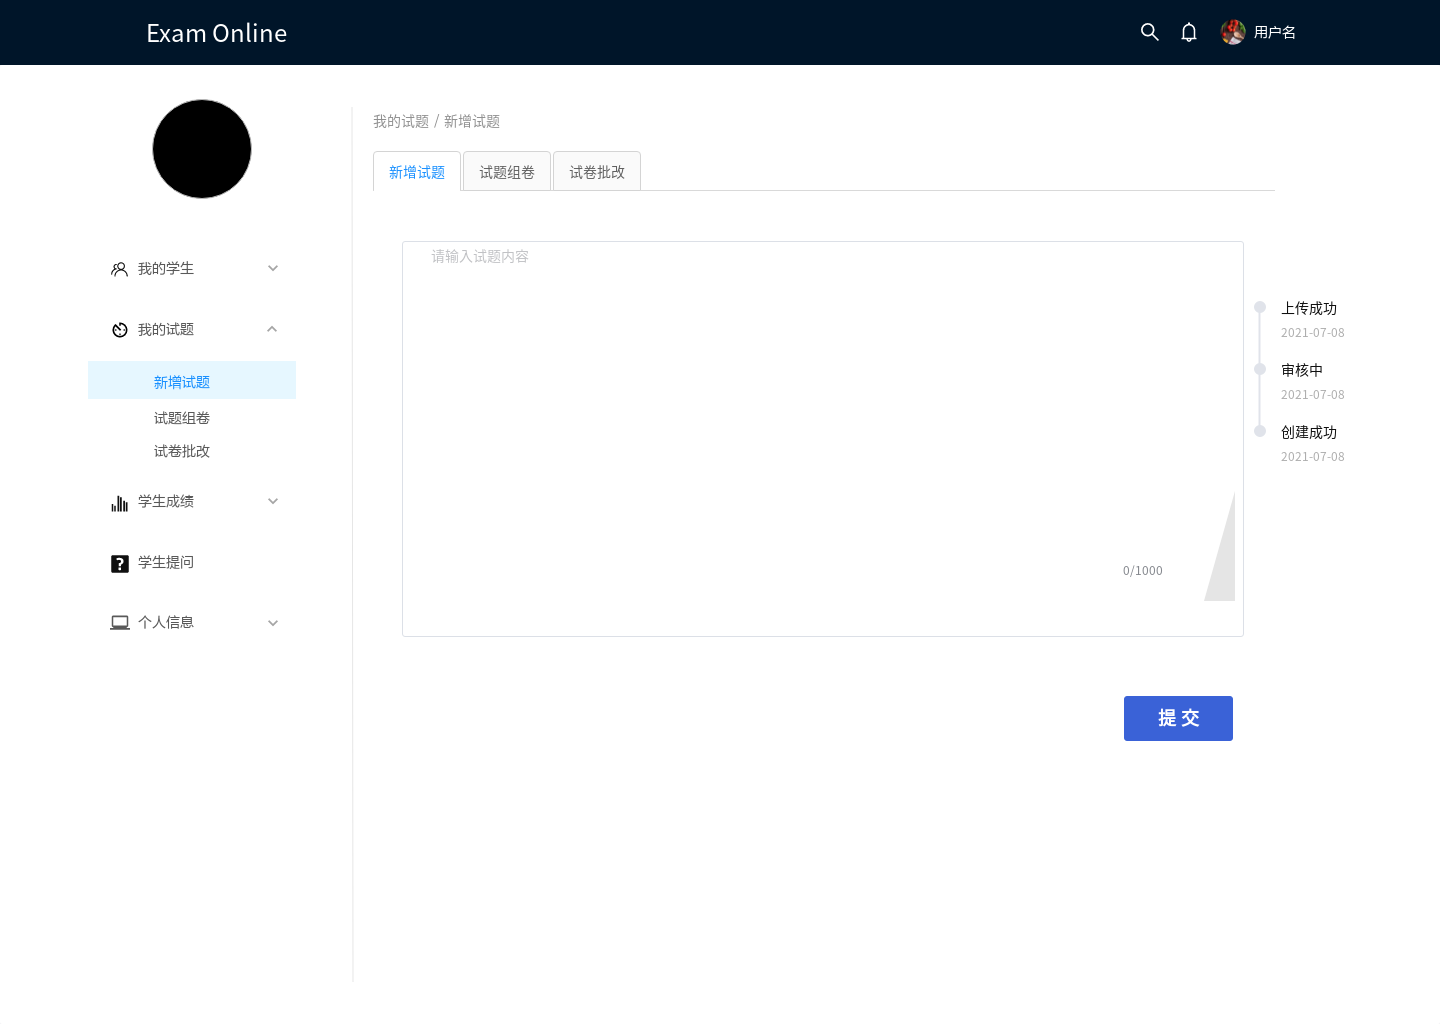 Exam Online
用户名
我的试题 / 新增试题
新增试题 试题组卷 试卷批改
请输入试题内容
0/1000
上传成功
2021-07-08
审核中
2021-07-08
创建成功
2021-07-08
提 交
我的学生
我的试题
新增试题
试题组卷
试卷批改
学生成绩
学生提问
个人信息